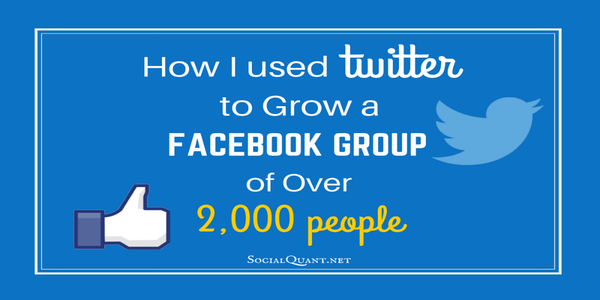 How I used twitter
to Grow a
FACEBOOK GROUP
of Over
2,000 people
SOCIALQUANT.NET